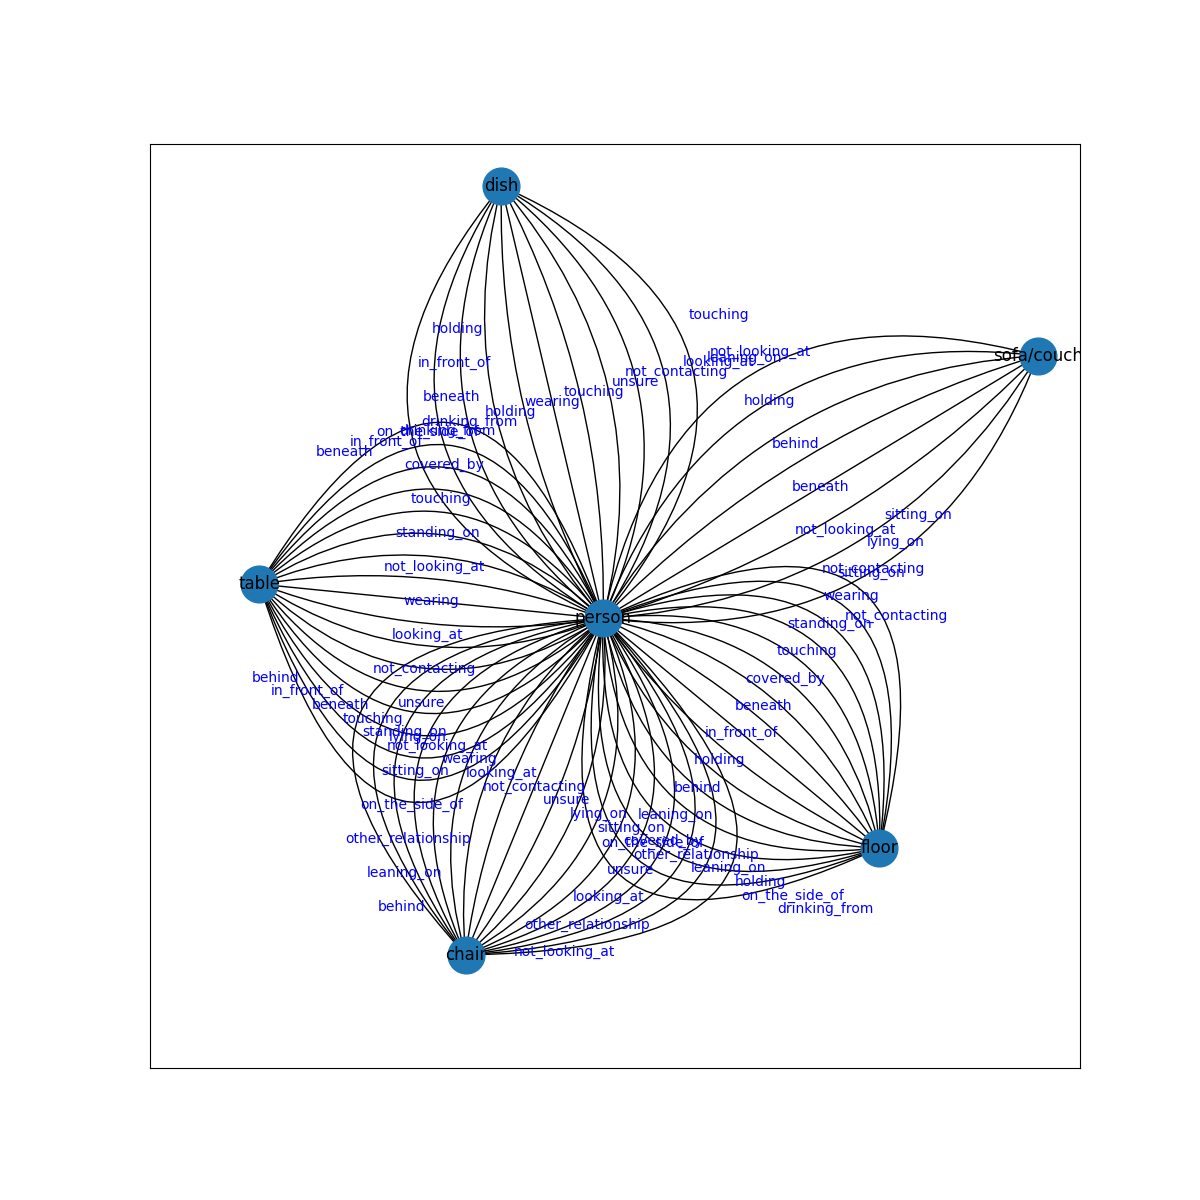 dish
touching
holding
not_looking_at
leaning_on
looking_at
sofa/couch
in_front_of
not_contacting
unsure
touching
beneath
wearing
holding
holding
drinking_from
on_the_side_of
in_front_of
beneath
behind
covered_by
beneath
touching
sitting_on
standing_on
not_looking_at
lying_on
not_looking_at
not_contacting
sitting_on
table
wearing
wearing
person
not_contacting
standing_on
looking_at
touching
not_contacting
behind
covered_by
in_front_of
beneath
unsure
beneath
touching
standing_on
in_front_of
lying_on
not_looking_at
wearing
holding
sitting_on
looking_at
not_contacting
behind
unsure
on_the_side_of
lying_on
leaning_on
sitting_on
other_relationship
covered_by
on_the_side_of
floor
other_relationship
leaning_on
unsure
leaning_on
holding
looking_at
on_the_side_of
behind
drinking_from
other_relationship
chair
not_looking_at